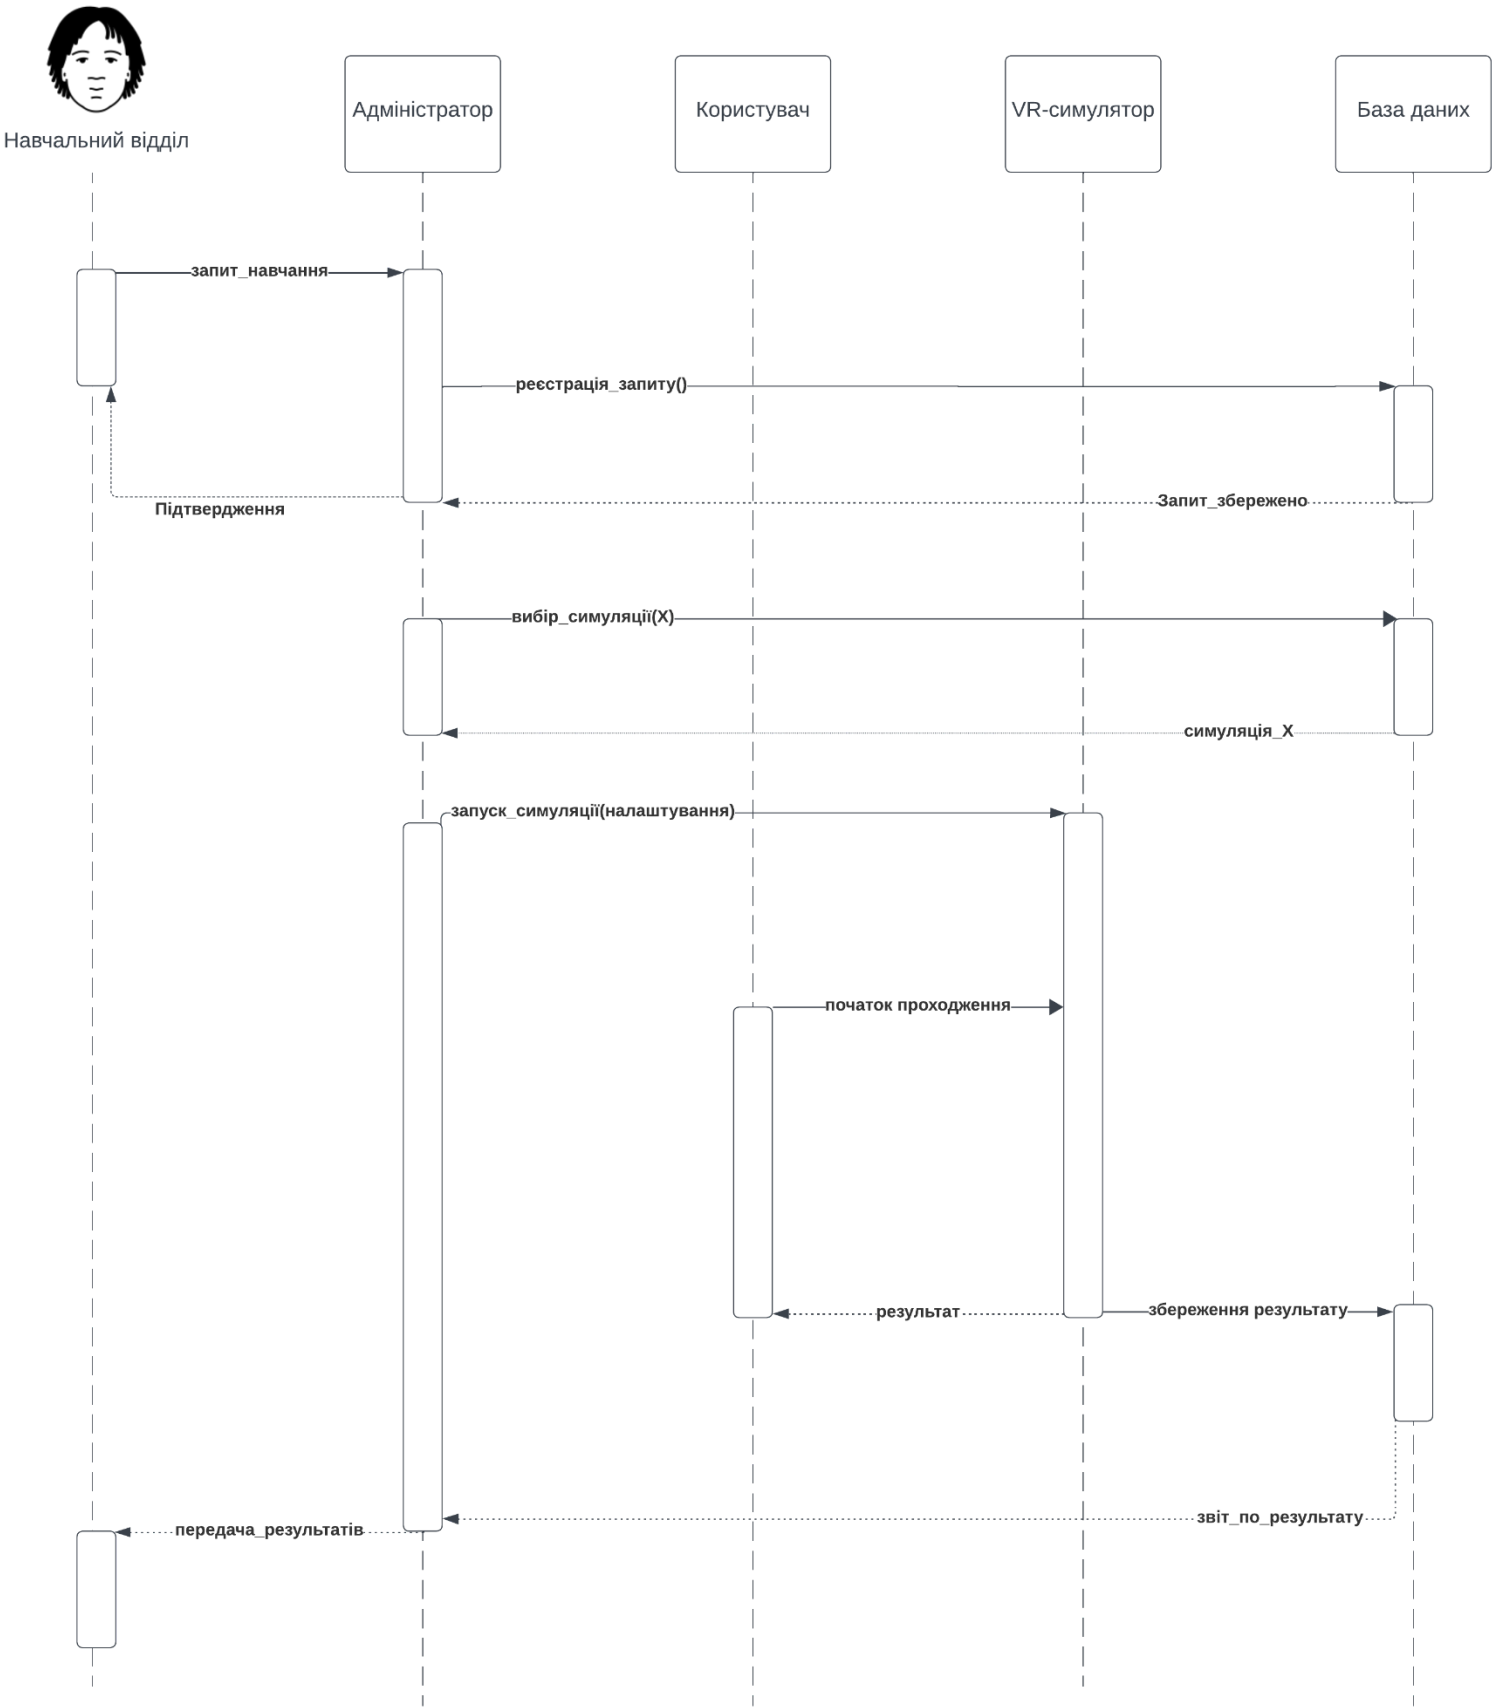 Навчальний відділ
Адміністратор
Користувач
VR-симулятор
База даних
запит_навчання
реєстрація_запиту()
Запит_збережено
Підтвердження
вибір_симуляції(X)
симуляція_X
запуск_симуляції(налаштування)
початок проходження
результат
збереження результату
звіт_по_результату
передача_результатів